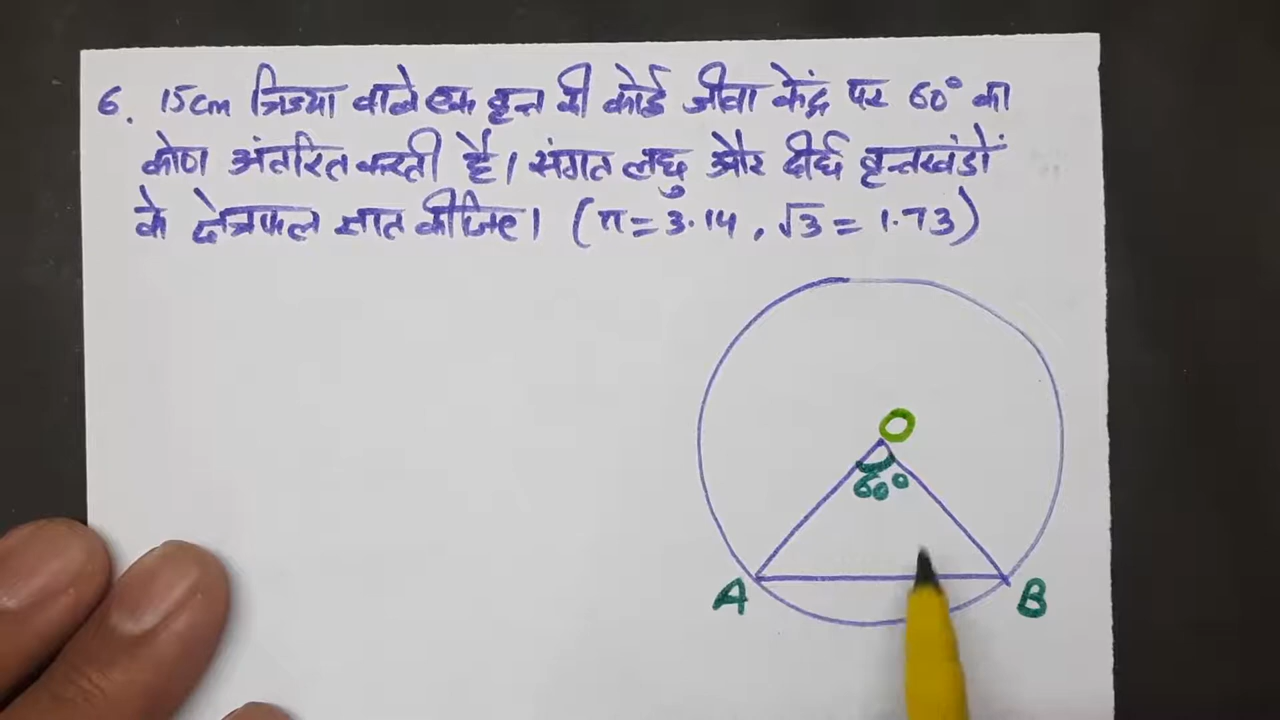 6. 15cm त्रिज्या वाले एक वृत्त की कोई जीवा केंद्र पर 60° का
कोण अंतरित करती है। संगत लघु और दीर्घ वृत्तखंडों
के क्षेत्रफल ज्ञात कीजिए। (π = 3.14, √3 = 1.73)
O
60°
A
B